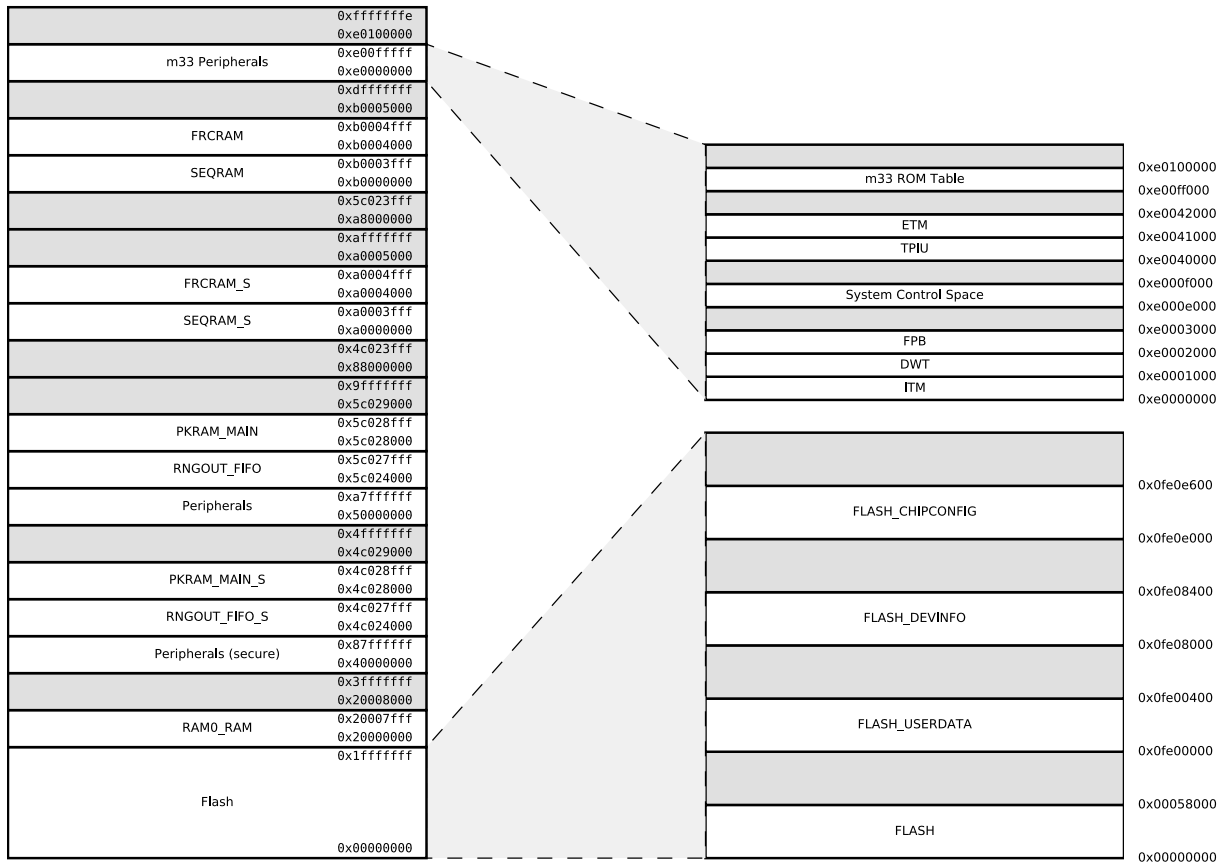 0xfffffffe
0xe0100000
m33 Peripherals
0xe00fffff
0xe0000000
0xdfffffff
0xb0005000
FRCRAM
0xb0004fff
0xb0004000
SEQRAM
0xb0003fff
0xb0000000
0x5c023fff
0xa8000000
0xafffffff
0xa0005000
FRCRAM_S
0xa0004fff
0xa0004000
SEQRAM_S
0xa0003fff
0xa0000000
0x4c023fff
0x88000000
0x9fffffff
0x5c029000
PKRAM_MAIN
0x5c028fff
0x5c028000
RNGOUT_FIFO
0x5c027fff
0x5c024000
Peripherals
0xa7ffffff
0x50000000
0x4fffffff
0x4c029000
PKRAM_MAIN_S
0x4c028fff
0x4c028000
RNGOUT_FIFO_S
0x4c027fff
0x4c024000
Peripherals (secure)
0x87ffffff
0x40000000
0x3fffffff
0x20008000
RAM0_RAM
0x20007fff
0x20000000
0x1fffffff
Flash
0x00000000
0xe0100000
m33 ROM Table
0xe00ff000
0xe0042000
ETM
0xe0041000
TPIU
0xe0040000
0xe000f000
System Control Space
0xe000e000
0xe0003000
FPB
0xe0002000
DWT
0xe0001000
ITM
0xe0000000
0x0fe0e600
FLASH_CHIPCONFIG
0x0fe0e000
0x0fe08400
FLASH_DEVINFO
0x0fe08000
0x0fe00400
FLASH_USERDATA
0x0fe00000
0x00058000
FLASH
0x00000000